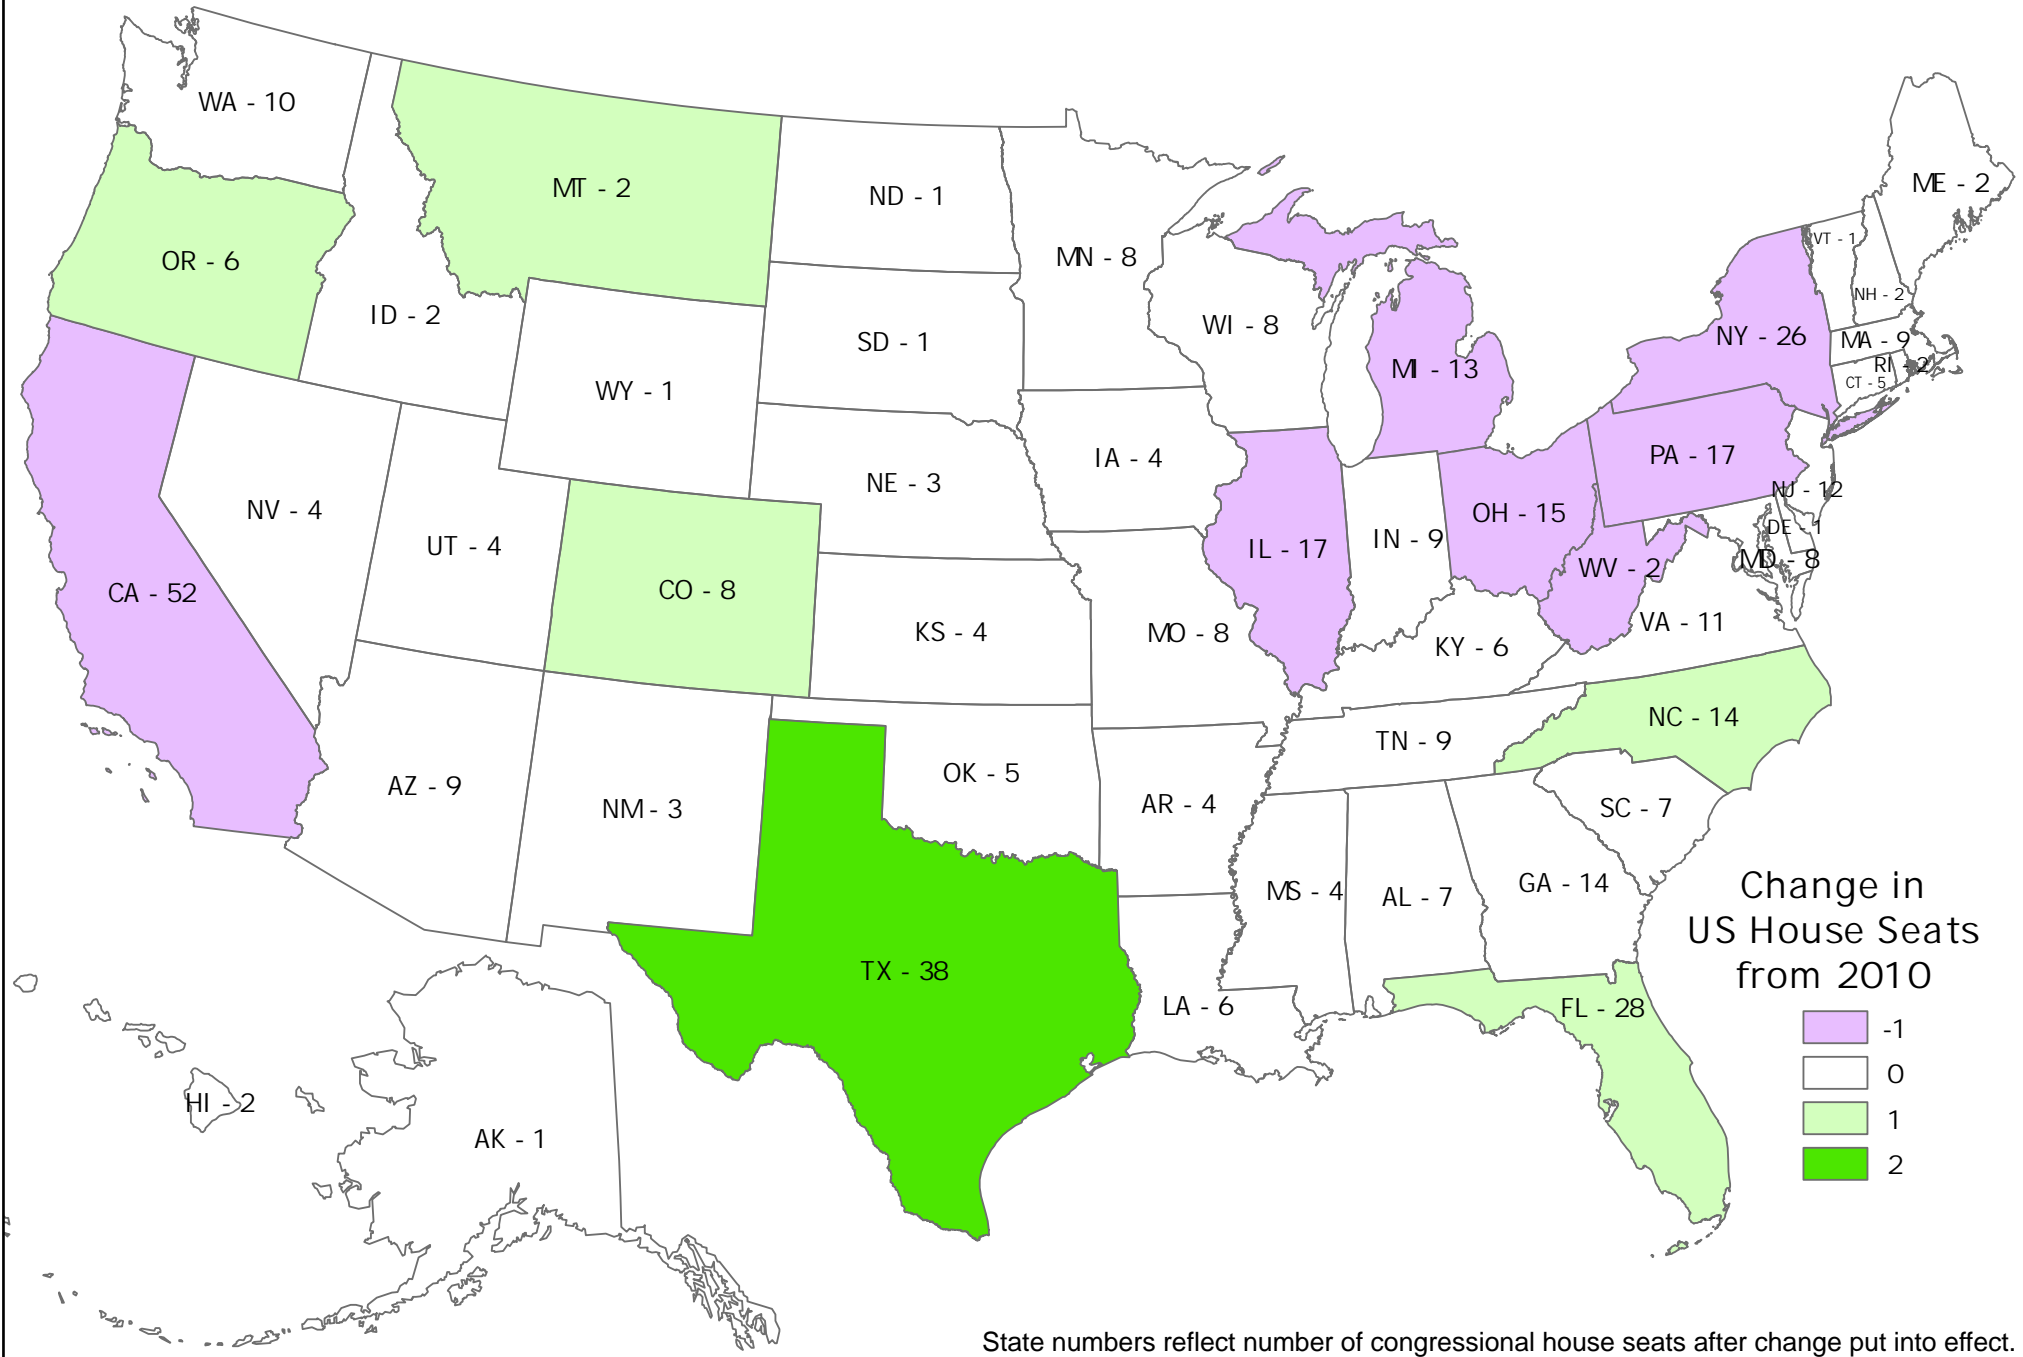 WA - 10
MT - 2
ND - 1
ME - 2
VT - 1
OR - 6
MN - 8
ID - 2
NH - 2
WI - 8
NY - 26
SD - 1
MA - 9
RI - 2
MI - 13
CT - 5
WY - 1
IA - 4
PA - 17
NE - 3
NJ - 12
NV - 4
OH - 15
DE - 1
UT - 4
IL - 17
IN - 9
MD - 8
WV - 2
CA - 52
CO - 8
VA - 11
KS - 4
MO - 8
KY - 6
NC - 14
TN - 9
OK - 5
AZ - 9
NM - 3
AR - 4
SC - 7
GA - 14
MS - 4
AL - 7
Change in
US House Seats
from 2010
TX - 38
LA - 6
FL - 28
-1
0
1
2
HI - 2
AK - 1
State numbers reflect number of congressional house seats after change put into effect.